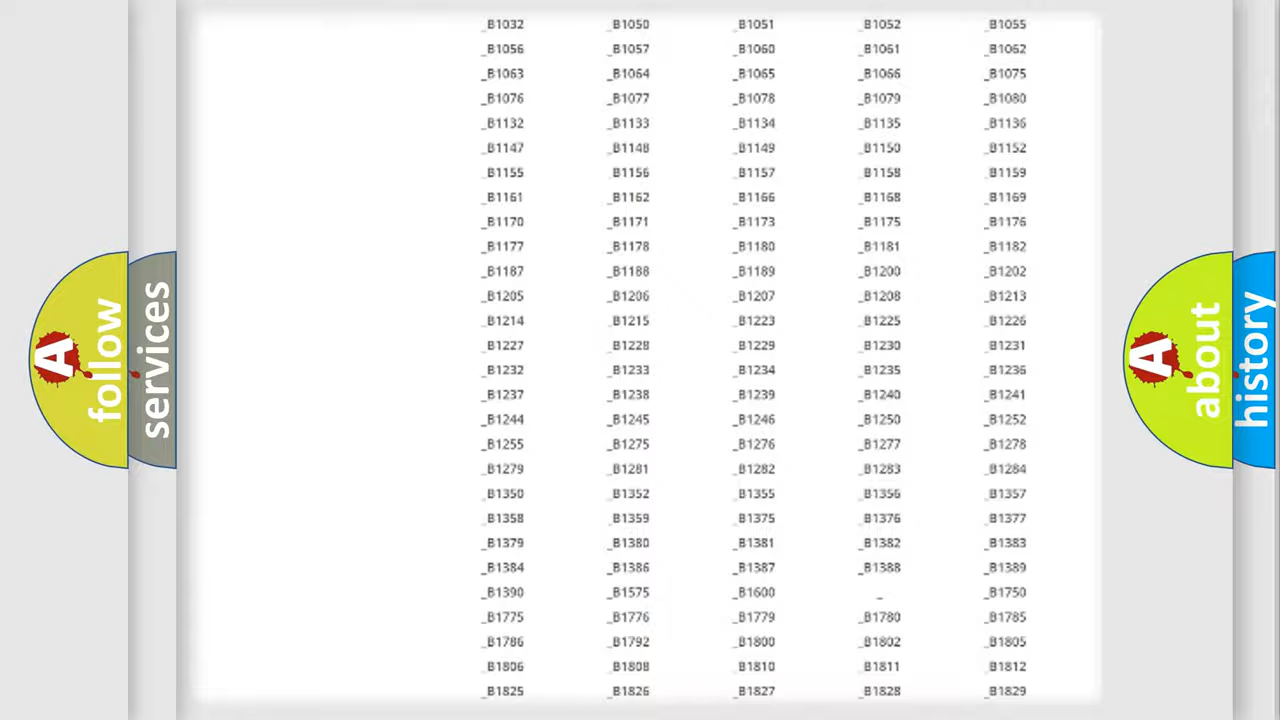 _B1032 _B1050 _B1051 _B1052 _B1055
_B1056 _B1057 _B1060 _B1061 _B1062
_B1063 _B1064 _B1065 _B1066 _B1075
_B1076 _B1077 _B1078 _B1079 _B1080
_B1132 _B1133 _B1134 _B1135 _B1136
_B1147 _B1148 _B1149 _B1150 _B1152
_B1155 _B1156 _B1157 _B1158 _B1159
_B1161 _B1162 _B1166 _B1168 _B1169
_B1170 _B1171 _B1173 _B1175 _B1176
_B1177 _B1178 _B1180 _B1181 _B1182
_B1187 _B1188 _B1189 _B1200 _B1202
_B1205 _B1206 _B1207 _B1208 _B1213
_B1214 _B1215 _B1223 _B1225 _B1226
_B1227 _B1228 _B1229 _B1230 _B1231
_B1232 _B1233 _B1234 _B1235 _B1236
_B1237 _B1238 _B1239 _B1240 _B1241
_B1244 _B1245 _B1246 _B1250 _B1252
_B1255 _B1275 _B1276 _B1277 _B1278
_B1279 _B1281 _B1282 _B1283 _B1284
_B1350 _B1352 _B1355 _B1356 _B1357
_B1358 _B1359 _B1375 _B1376 _B1377
_B1379 _B1380 _B1381 _B1382 _B1383
_B1384 _B1386 _B1387 _B1388 _B1389
_B1390 _B1575 _B1600 _ _B1750
_B1775 _B1776 _B1779 _B1780 _B1785
_B1786 _B1792 _B1800 _B1802 _B1805
_B1806 _B1808 _B1810 _B1811 _B1812
_B1825 _B1826 _B1827 _B1828 _B1829
A follow
services
A about
history